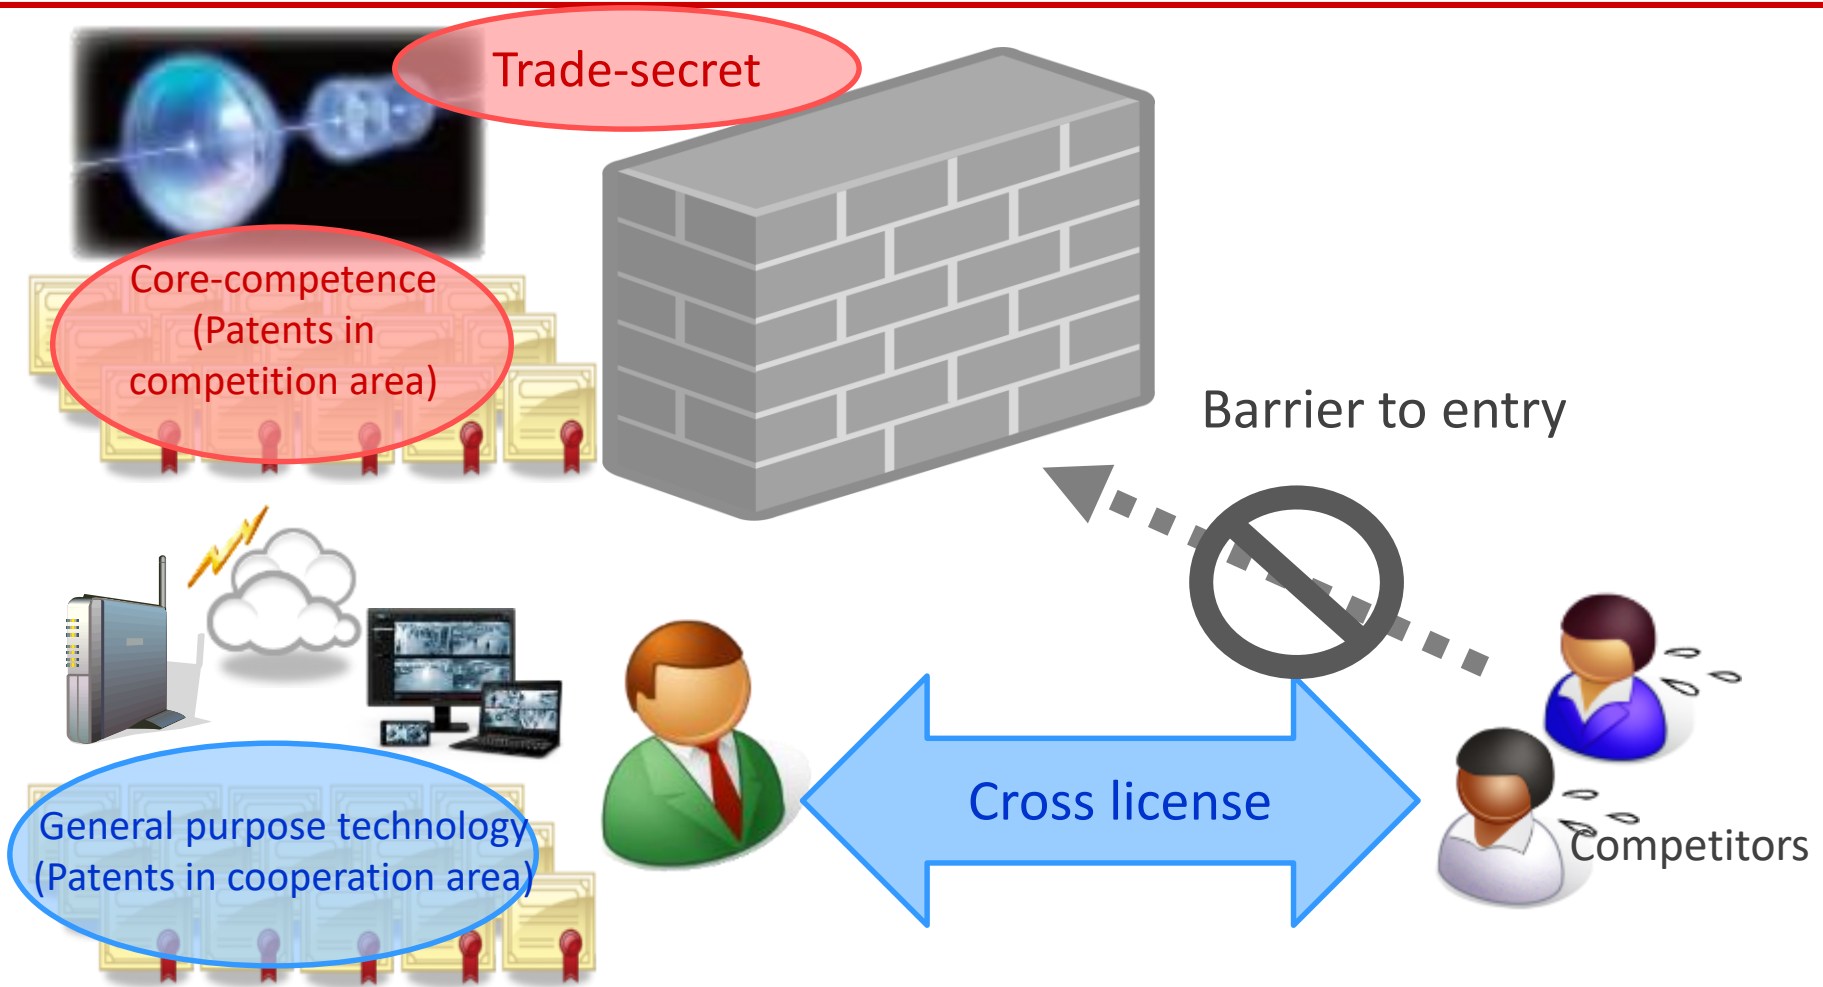 Trade-secret
Core-competence
(Patents in
competition area)
Barrier to entry
General purpose technology
(Patents in cooperation area)
Cross license
Competitors